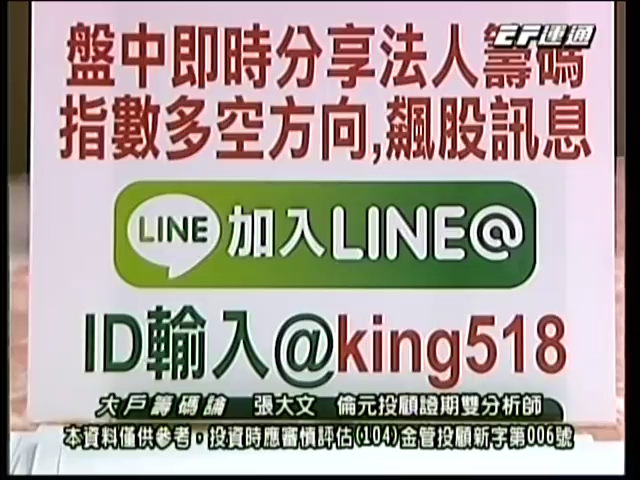 EF運通
盤中即時分享法人籌碼
指數多空方向,飆股訊息
LINE 加入LINE@
ID輸入@king518
大戶籌碼論 張大文 倫元投顧證期雙分析師
本資料僅供參考,投資時應審慎評估(104)金管投顧新字第006號